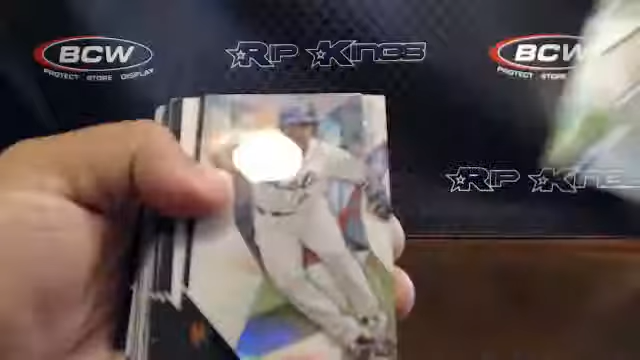 BCW
PROTECT STORE DISPLAY
RIP KINGS
BCW
PROTECT STORE
RIP KINGS